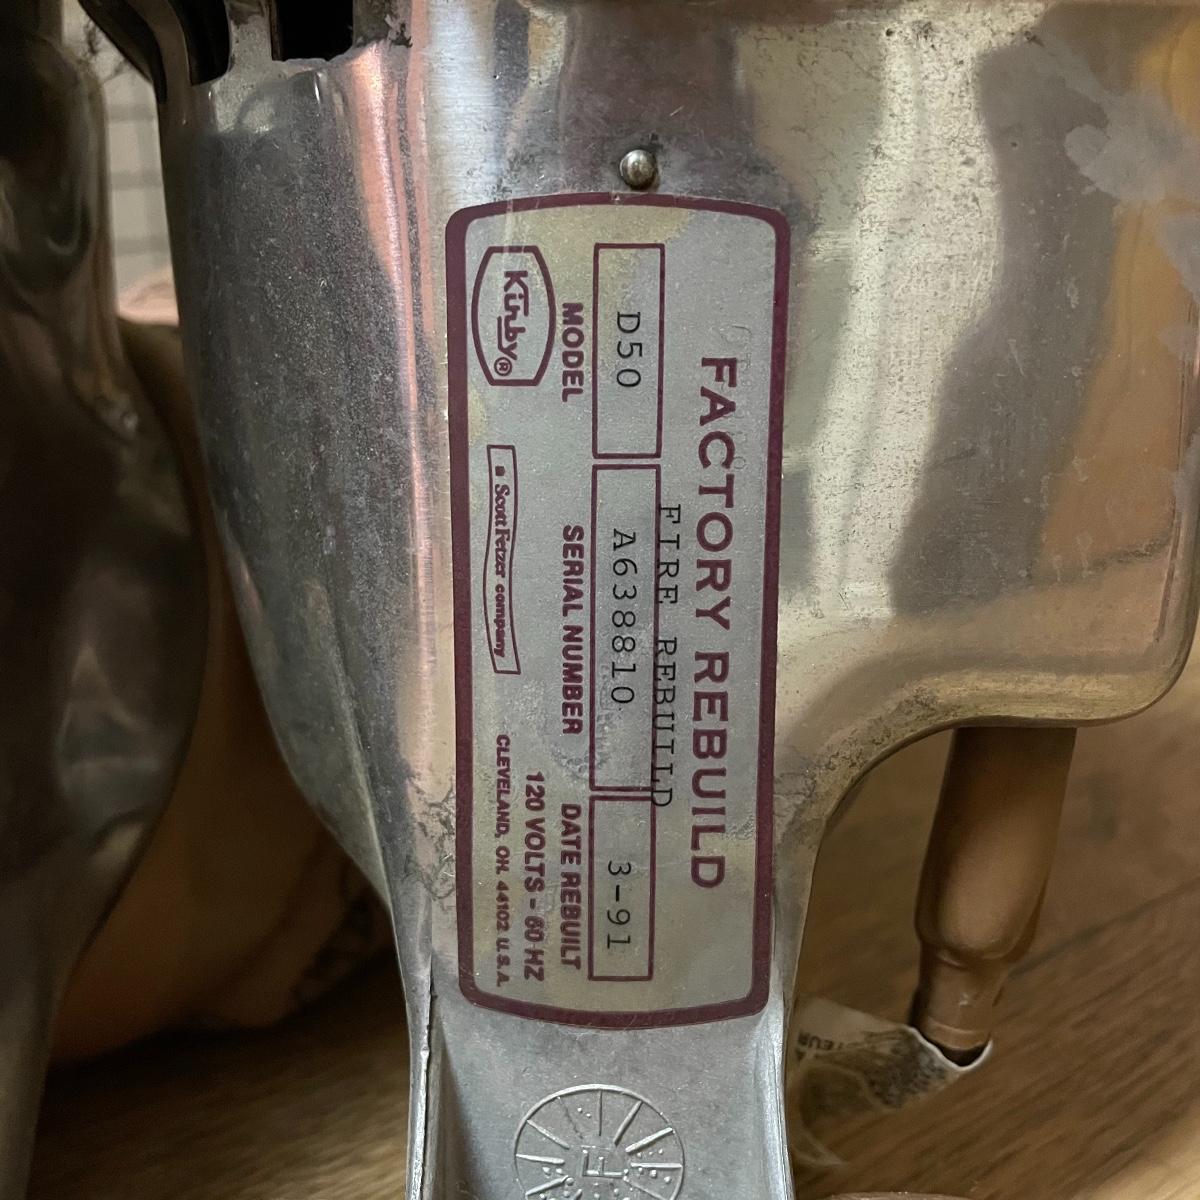 FACTORY REBUILD
FIRE REBUILD
D50 A638810 3-91
MODEL SERIAL NUMBER DATE REBUILT
120 VOLTS - 60 HZ
Kirby®
a Scott Fetzer company
CLEVELAND, OH. 44102 U.S.A.
F